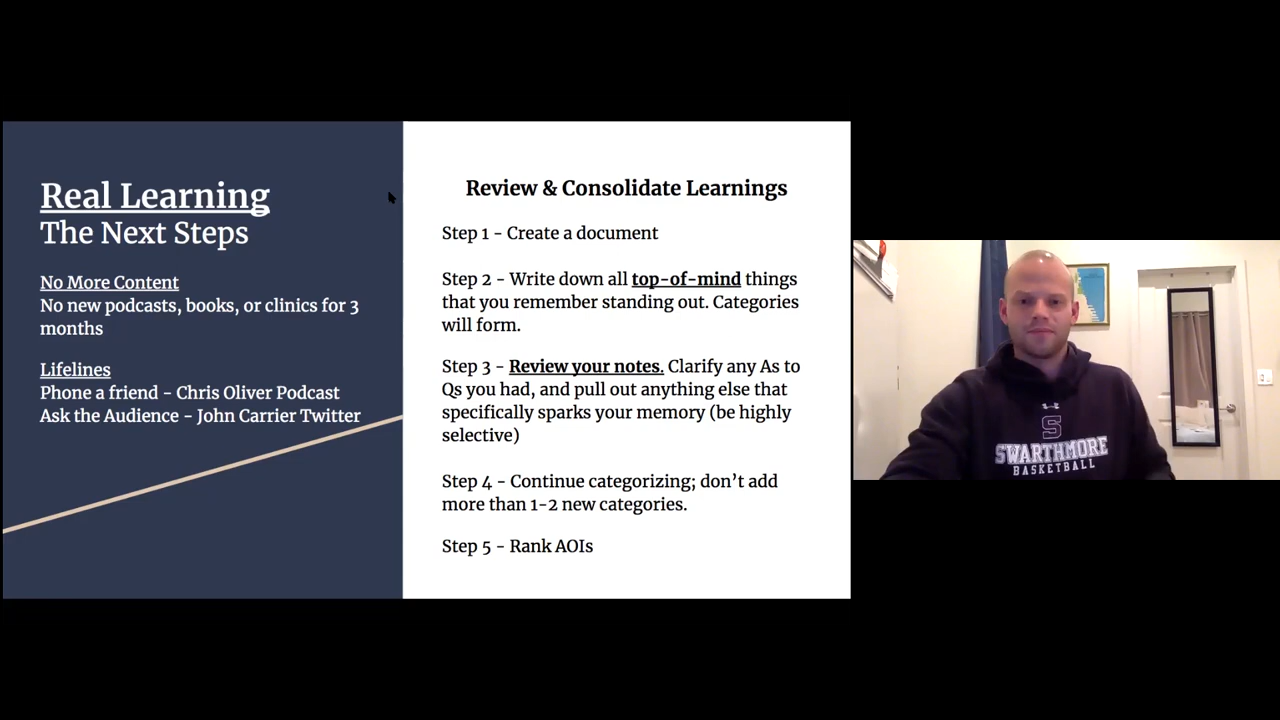 Real Learning
The Next Steps
No More Content
No new podcasts, books, or clinics for 3
months
Lifelines
Phone a friend - Chris Oliver Podcast
Ask the Audience - John Carrier Twitter
Review & Consolidate Learnings
Step 1 - Create a document
Step 2 - Write down all top-of-mind things
that you remember standing out. Categories
will form.
Step 3 - Review your notes. Clarify any As to
Qs you had, and pull out anything else that
specifically sparks your memory (be highly
selective)
Step 4 - Continue categorizing; don’t add
more than 1-2 new categories.
Step 5 - Rank AOIs
S
SWARTHMORE
BASKETBALL